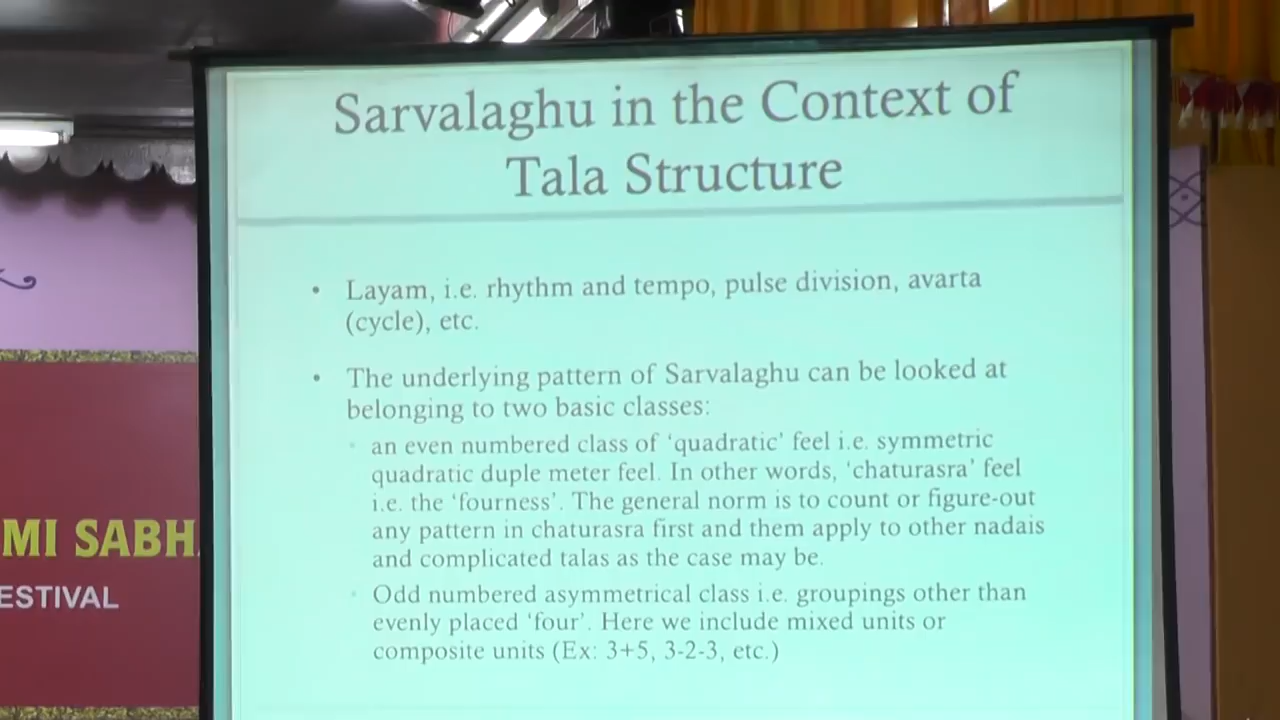 Sarvalaghu in the Context of
Tala Structure
• Layam, i.e. rhythm and tempo, pulse division, avarta
(cycle), etc.
• The underlying pattern of Sarvalaghu can be looked at
belonging to two basic classes:
• an even numbered class of ‘quadratic’ feel i.e. symmetric
quadratic duple meter feel. In other words, ‘chaturasra’ feel
i.e. the ‘fourness’. The general norm is to count or figure-out
any pattern in chaturasra first and them apply to other nadais
and complicated talas as the case may be.
• Odd numbered asymmetrical class i.e. groupings other than
evenly placed ‘four’. Here we include mixed units or
composite units (Ex: 3+5, 3-2-3, etc.)
MI SABH
ESTIVAL